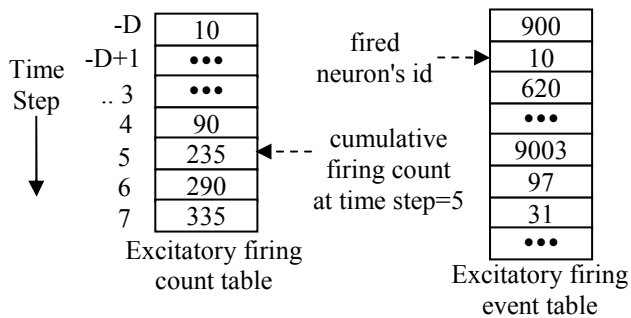 Time
Step
-D
-D+1
.. 3
4
5
6
7
10
•••
•••
90
235
290
335
Excitatory firing
count table
cumulative
firing count
at time step=5
fired
neuron's id
900
10
620
•••
9003
97
31
•••
Excitatory firing
event table